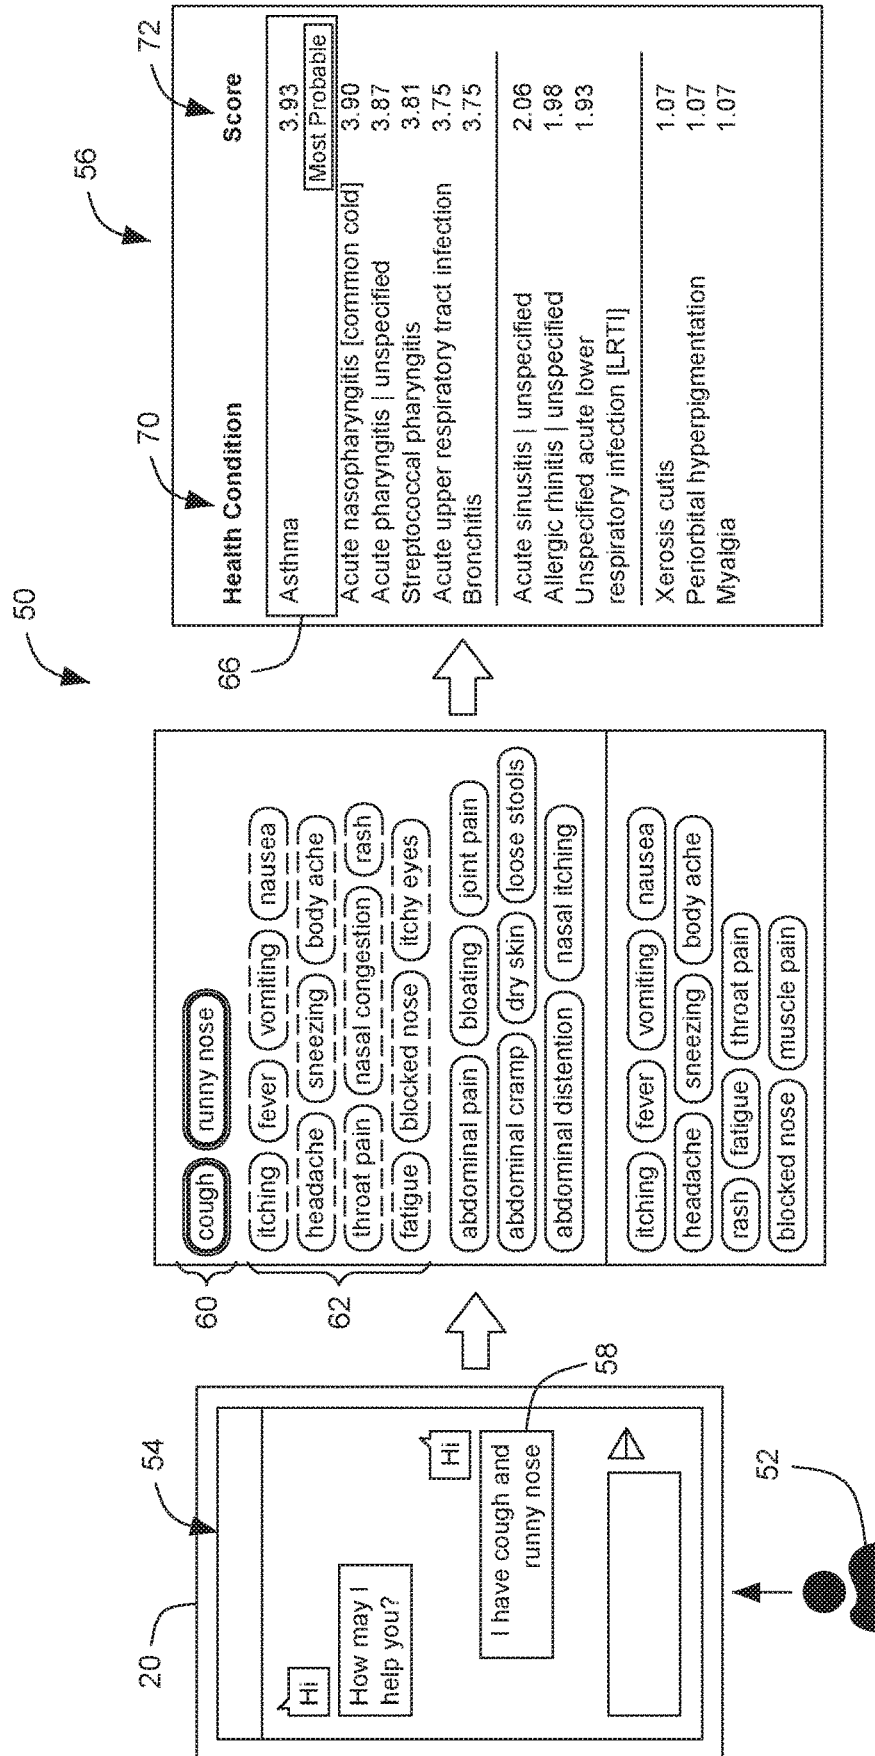 50
20
54
Hi
How may I
help you?
Hi
I have cough and
runny nose
58
52
60
cough runny nose
62
itching fever vomiting nausea
headache sneezing body ache
throat pain nasal congestion rash
fatigue blocked nose itchy eyes
abdominal pain bloating joint pain
abdominal cramp dry skin loose stools
abdominal distention nasal itching
itching fever vomiting nausea
headache sneezing body ache
rash fatigue throat pain
blocked nose muscle pain
56
70
72
66
Health Condition Score
Asthma 3.93
Most Probable
Acute nasopharyngitis [common cold] 3.90
Acute pharyngitis | unspecified 3.87
Streptococcal pharyngitis 3.81
Acute upper respiratory tract infection 3.75
Bronchitis 3.75
Acute sinusitis | unspecified 2.06
Allergic rhinitis | unspecified 1.98
Unspecified acute lower 1.93
respiratory infection [LRTI]
Xerosis cutis 1.07
Periorbital hyperpigmentation 1.07
Myalgia 1.07